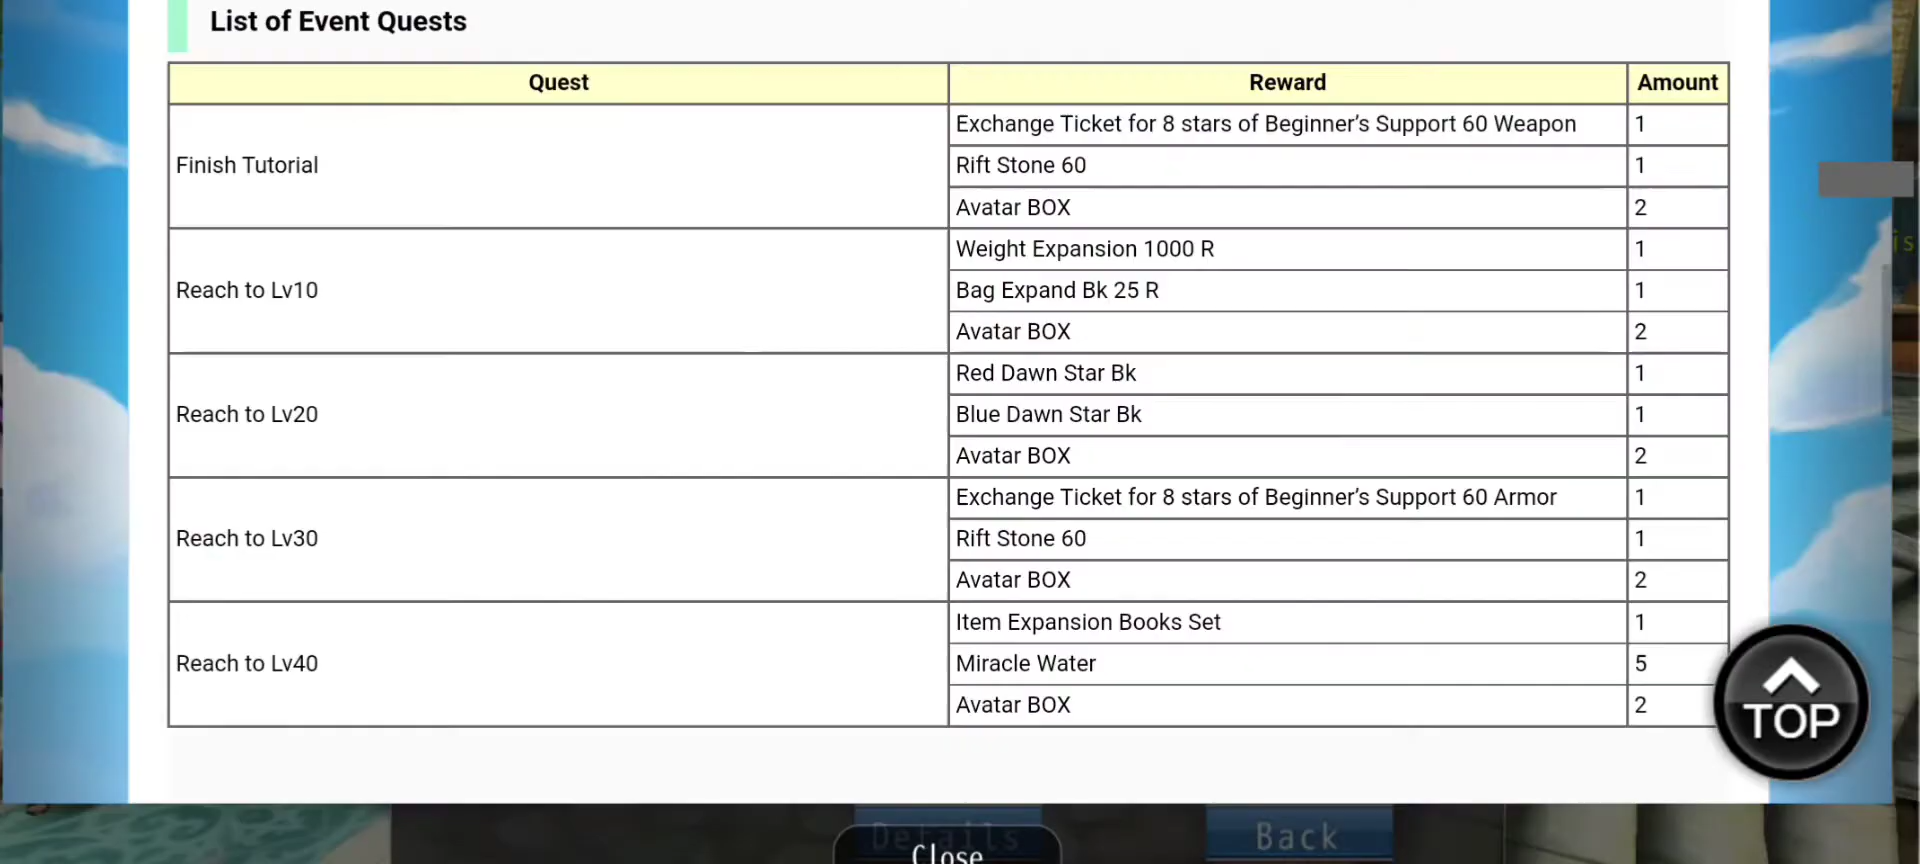 List of Event Quests
Quest Reward Amount
Finish Tutorial
Exchange Ticket for 8 stars of Beginner’s Support 60 Weapon 1
Rift Stone 60 1
Avatar BOX 2
Reach to Lv10
Weight Expansion 1000 R 1
Bag Expand Bk 25 R 1
Avatar BOX 2
Reach to Lv20
Red Dawn Star Bk 1
Blue Dawn Star Bk 1
Avatar BOX 2
Reach to Lv30
Exchange Ticket for 8 stars of Beginner’s Support 60 Armor 1
Rift Stone 60 1
Avatar BOX 2
Reach to Lv40
Item Expansion Books Set 1
Miracle Water 5
Avatar BOX 2
TOP
Details
Back
Close